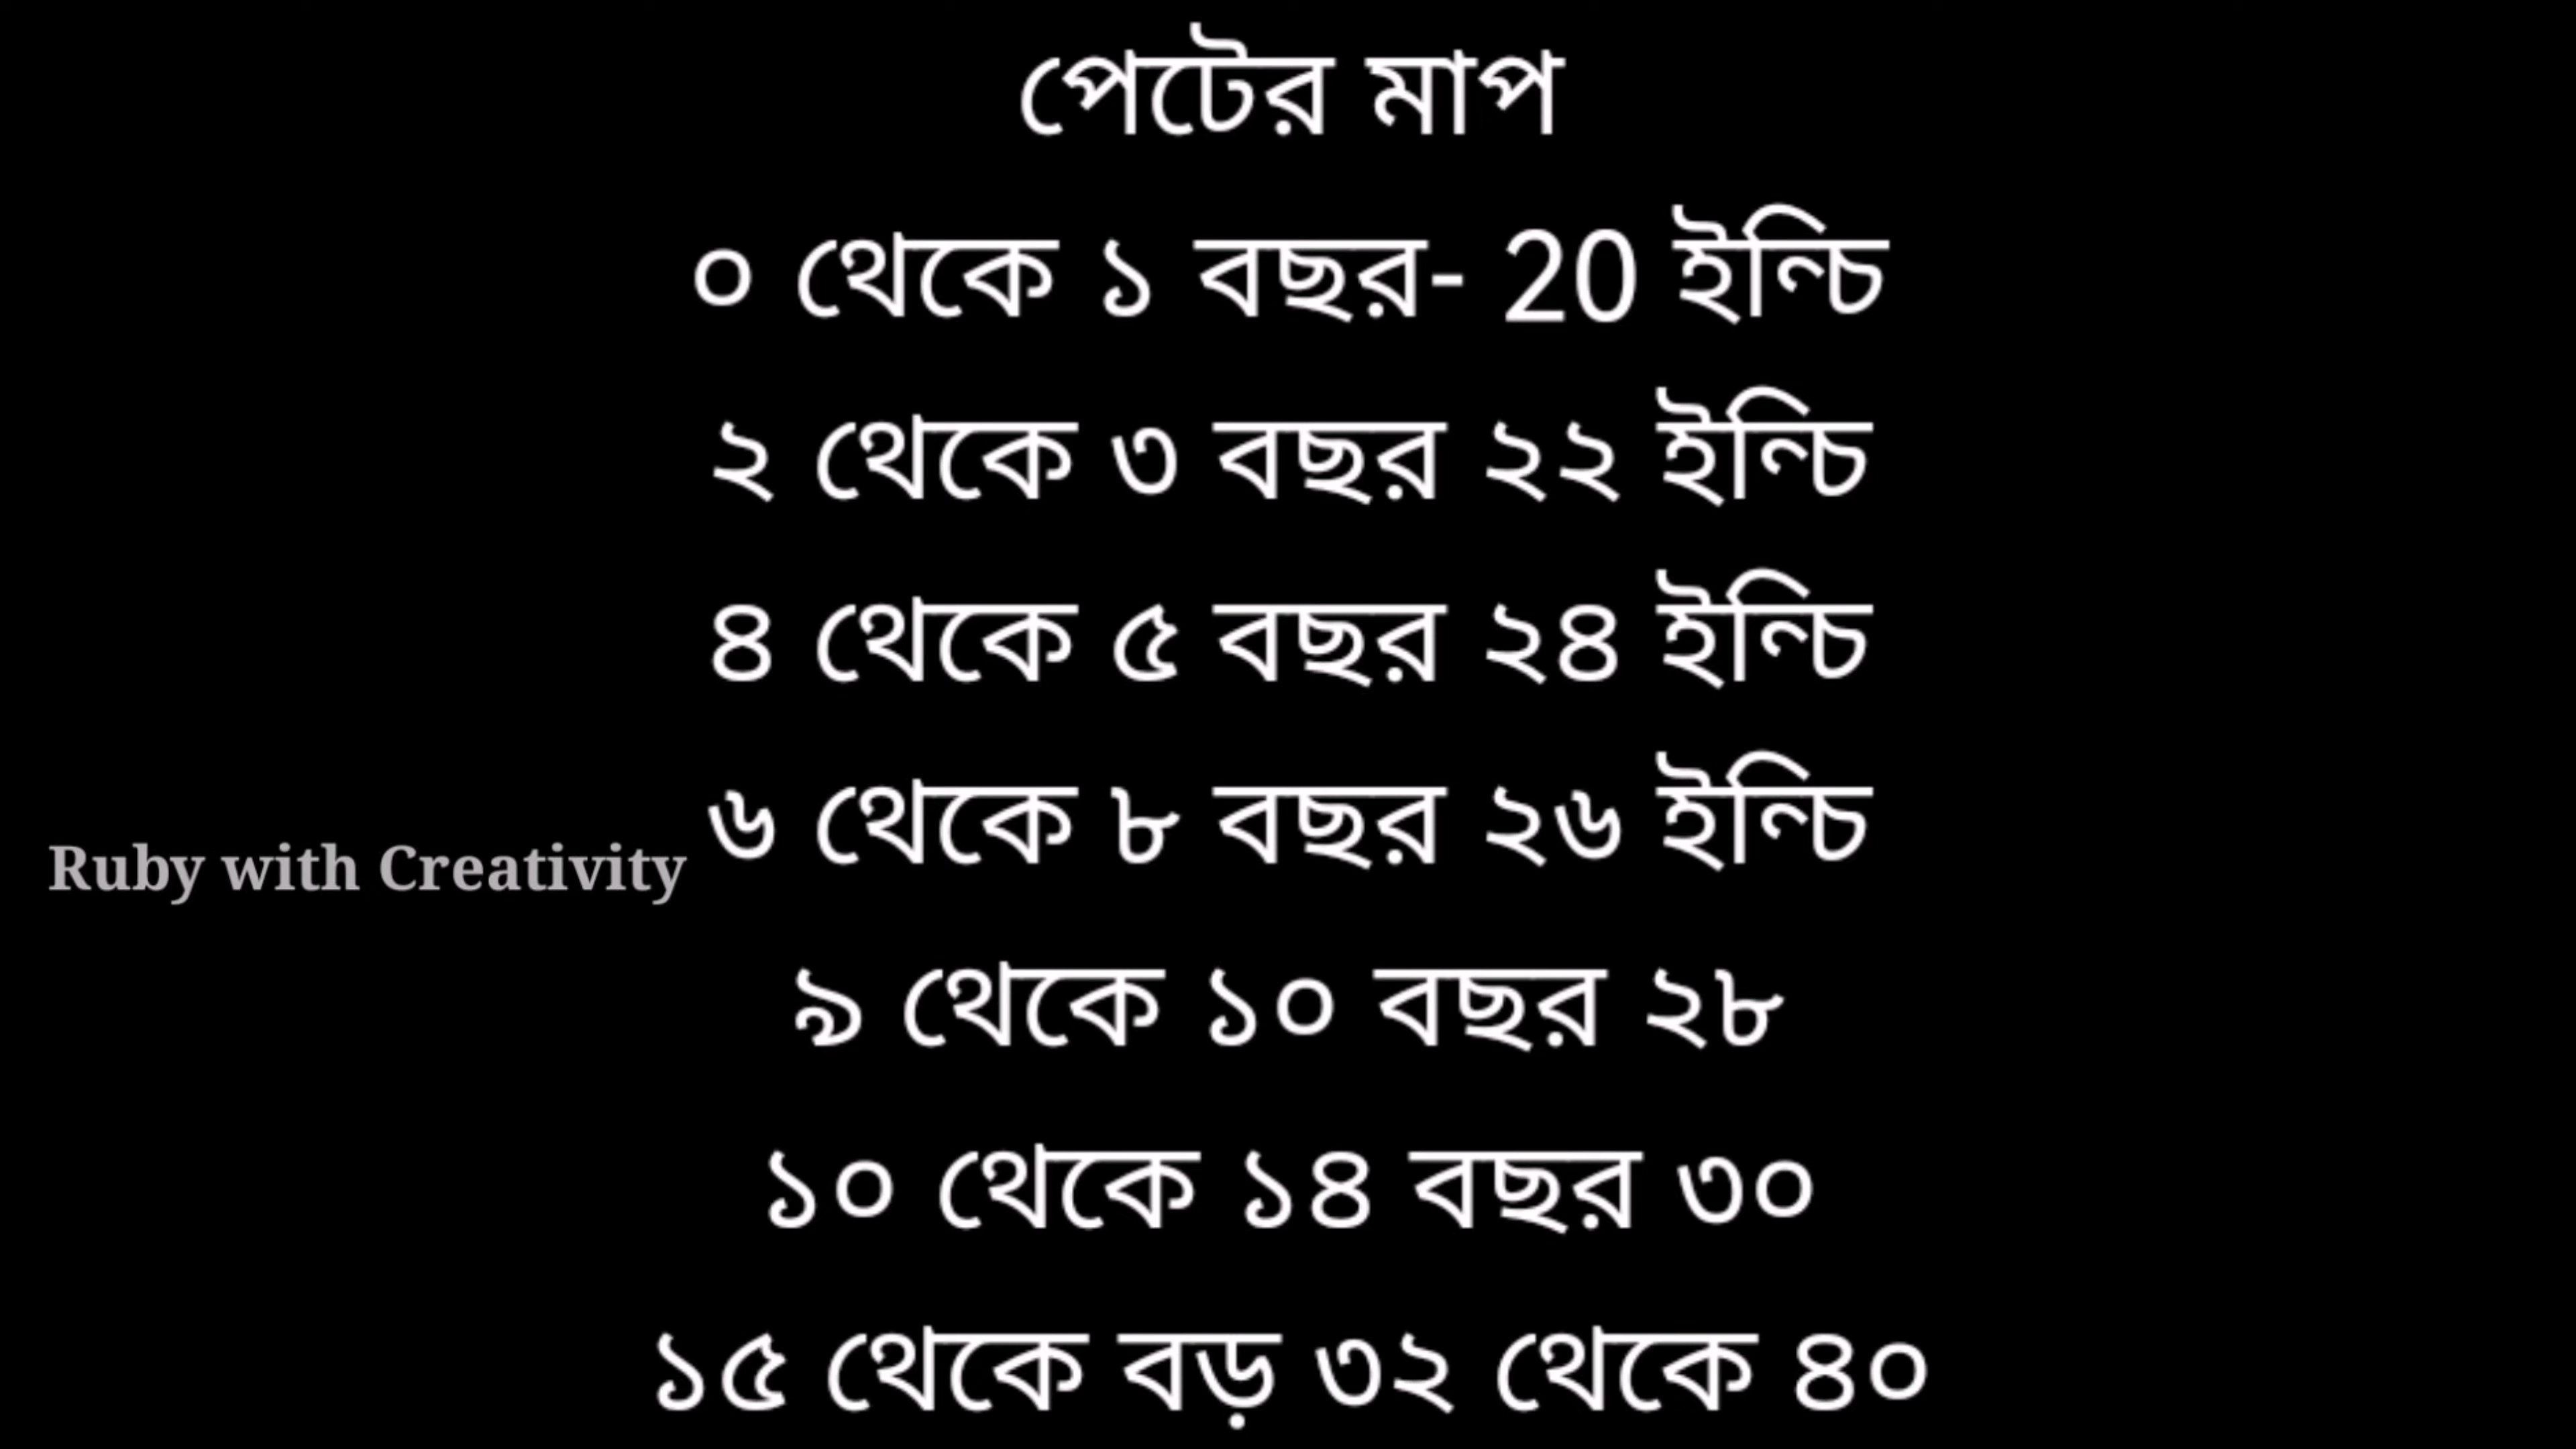 পেটের মাপ
০ থেকে ১ বছর- 20 ইন্চি
২ থেকে ৩ বছর ২২ ইন্চি
৪ থেকে ৫ বছর ২৪ ইন্চি
৬ থেকে ৮ বছর ২৬ ইন্চি
Ruby with Creativity
৯ থেকে ১০ বছর ২৮
১০ থেকে ১৪ বছর ৩০
১৫ থেকে বড় ৩২ থেকে ৪০